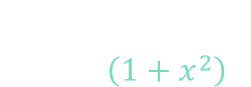 (1 + x²)